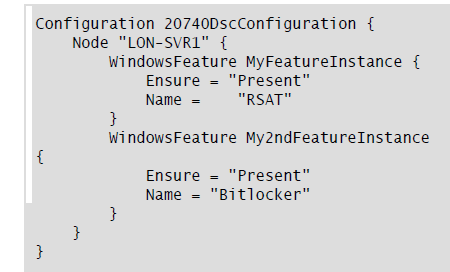 Configuration 20740DscConfiguration {
    Node "LON-SVR1" {
        WindowsFeature MyFeatureInstance {
            Ensure = "Present"
            Name =    "RSAT"
        }
        WindowsFeature My2ndFeatureInstance
{
            Ensure = "Present"
            Name = "Bitlocker"
        }
    }
}